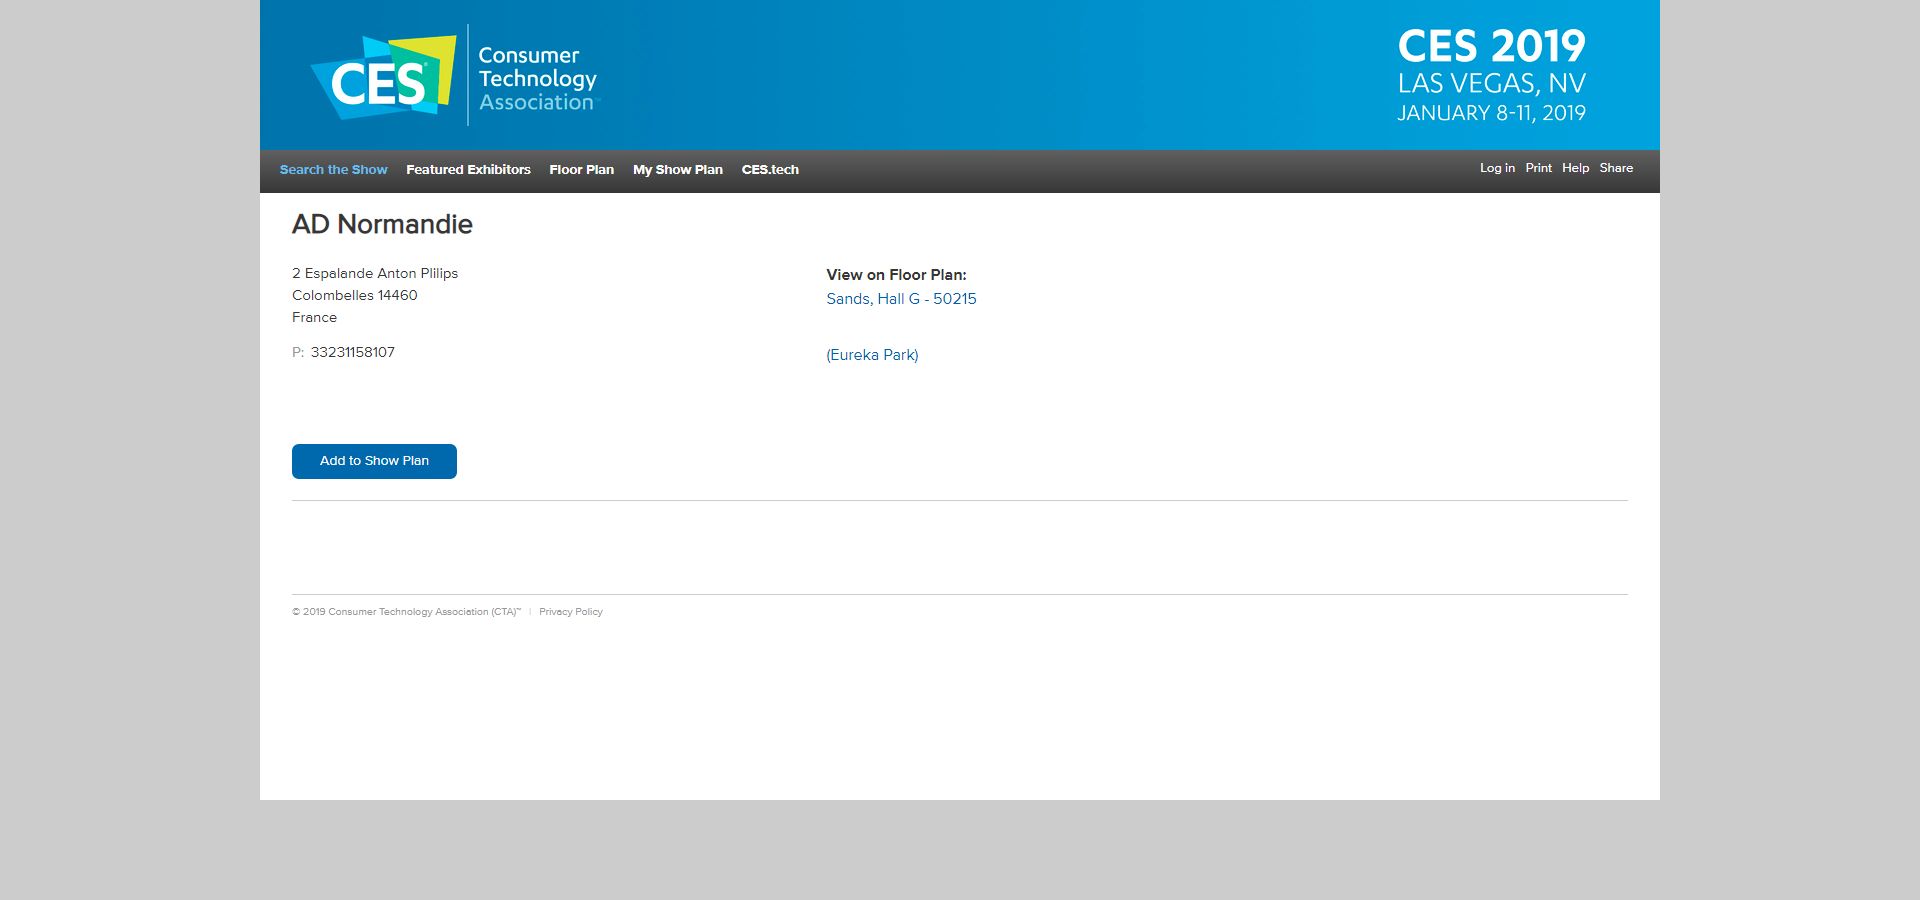 CES
Consumer
Technology
Association
CES 2019
LAS VEGAS, NV
JANUARY 8-11, 2019
Search the Show Featured Exhibitors Floor Plan My Show Plan CES.tech Log in Print Help Share
AD Normandie
2 Espalande Anton Plilips
Colombelles 14460
France
P: 33231158107
View on Floor Plan:
Sands, Hall G - 50215
(Eureka Park)
Add to Show Plan
© 2019 Consumer Technology Association (CTA)™ | Privacy Policy